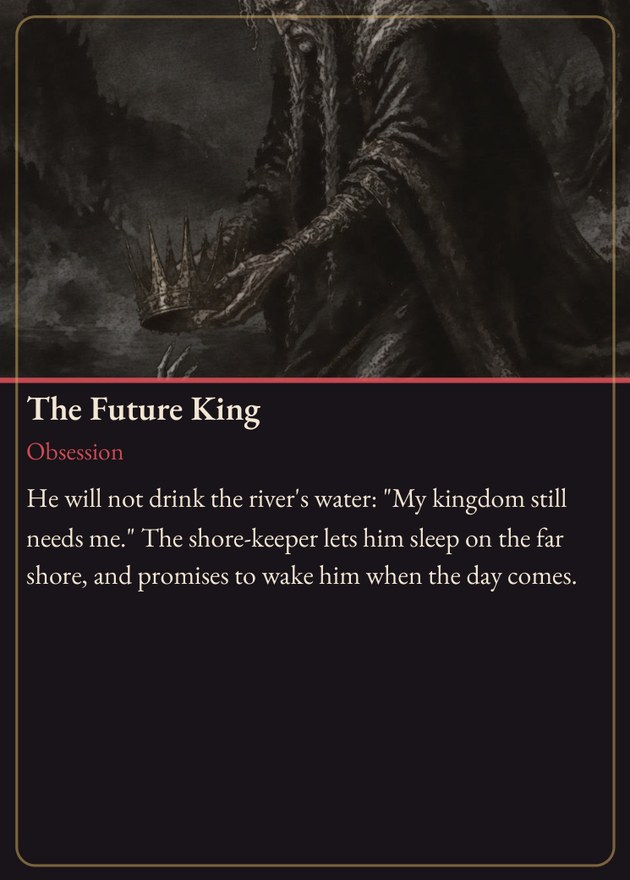 The Future King
Obsession
He will not drink the river's water: "My kingdom still
needs me." The shore-keeper lets him sleep on the far
shore, and promises to wake him when the day comes.